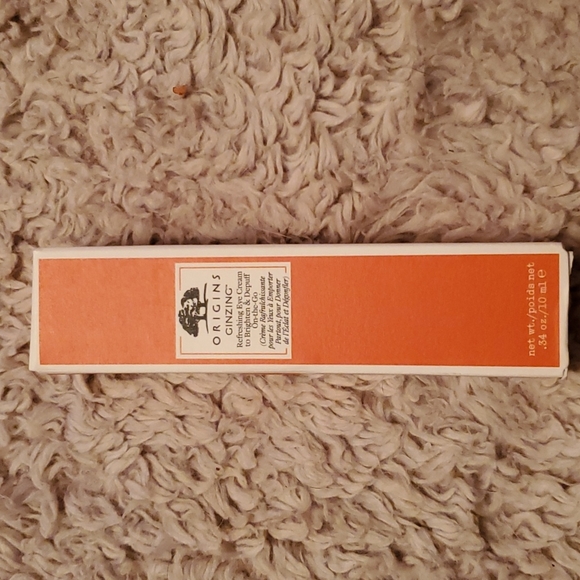 ORIGINS
GINZING™
Refreshing Eye Cream
to Brighten & Depuff
On-the-Go
(Crème Rafraîchissante
pour les Yeux à Emporter
Partout, pour Donner
de l'Éclat et Dégonfler)
net wt./poids net
.34 oz./10 ml e